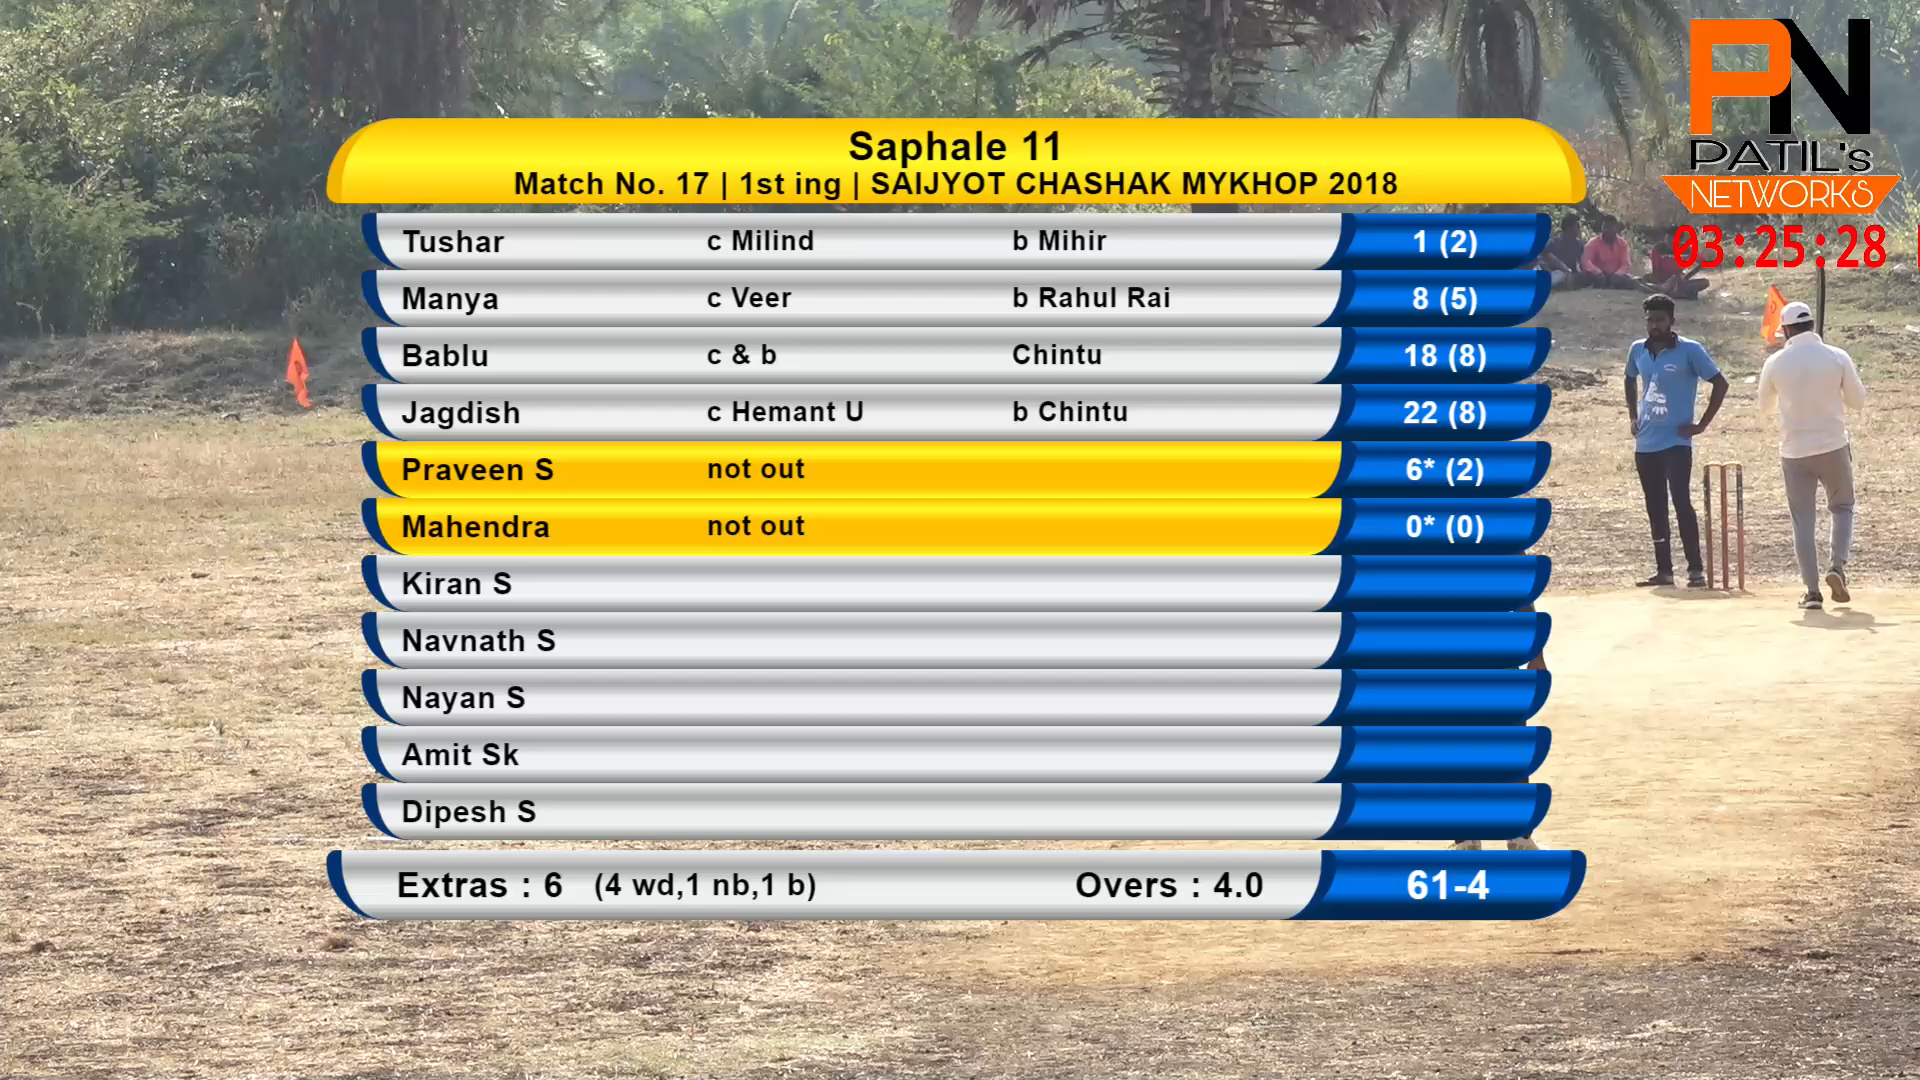 Saphale 11
Match No. 17 | 1st ing | SAIJYOT CHASHAK MYKHOP 2018
Tushar c Milind b Mihir 1 (2)
Manya c Veer b Rahul Rai 8 (5)
Bablu c & b Chintu 18 (8)
Jagdish c Hemant U b Chintu 22 (8)
Praveen S not out 6* (2)
Mahendra not out 0* (0)
Kiran S
Navnath S
Nayan S
Amit Sk
Dipesh S
Extras : 6 (4 wd,1 nb,1 b) Overs : 4.0 61-4
PN
PATIL's
NETWORKS
03:25:28